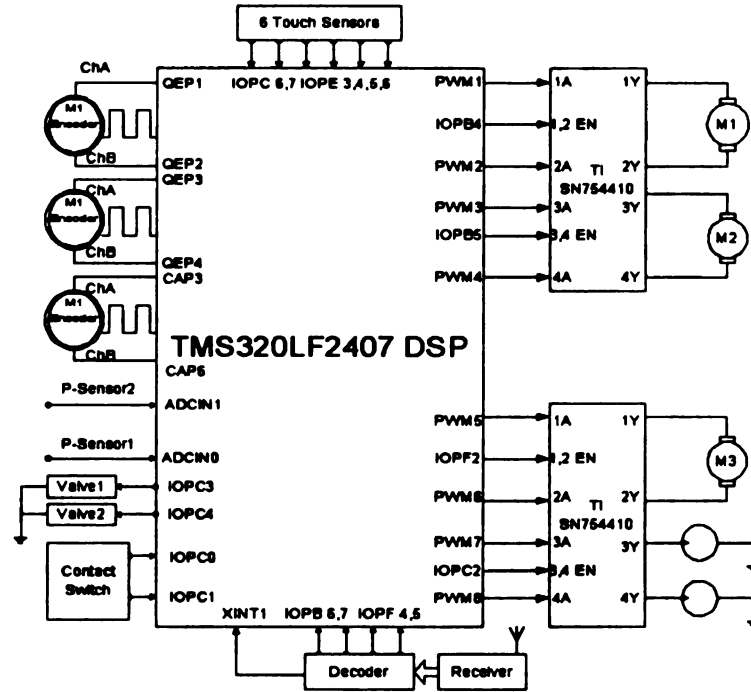 6 Touch Sensors
IOPC 6,7 IOPE 3,4,5,6
ChA
QEP1
M1
Encoder
ChB
QEP2
QEP3
ChA
M1
Encoder
ChB
QEP4
CAP3
ChA
M1
Encoder
ChB
CAP6
TMS320LF2407 DSP
P-Sensor2
ADCIN1
P-Sensor1
ADCIN0
Valve1
IOPC3
Valve2
IOPC4
Contact
Switch
IOPC0
IOPC1
XINT1 IOPB 6,7 IOPF 4,5
Decoder
Receiver
PWM1
IOPB4
PWM2
PWM3
IOPB5
PWM4
1A
1,2 EN
2A
3A
3,4 EN
4A
TI
SN754410
1Y
2Y
3Y
4Y
M1
M2
PWM5
IOPF2
PWM6
PWM7
IOPC2
PWM8
1A
1,2 EN
2A
3A
3,4 EN
4A
TI
SN754410
1Y
2Y
3Y
4Y
M3